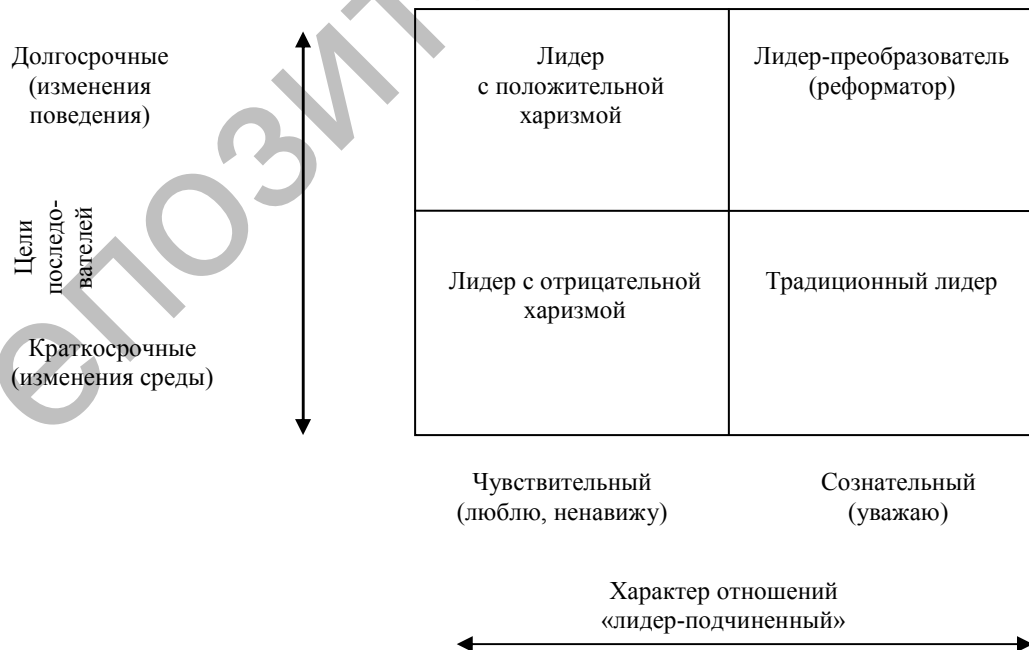 Долгосрочные
(изменения
поведения)
Лидер
с положительной
харизмой
Лидер-преобразователь
(реформатор)
Цели
последо-
вателей
Лидер с отрицательной
харизмой
Традиционный лидер
Краткосрочные
(изменения среды)
Чувствительный
(люблю, ненавижу)
Сознательный
(уважаю)
Характер отношений
«лидер-подчиненный»
епозит